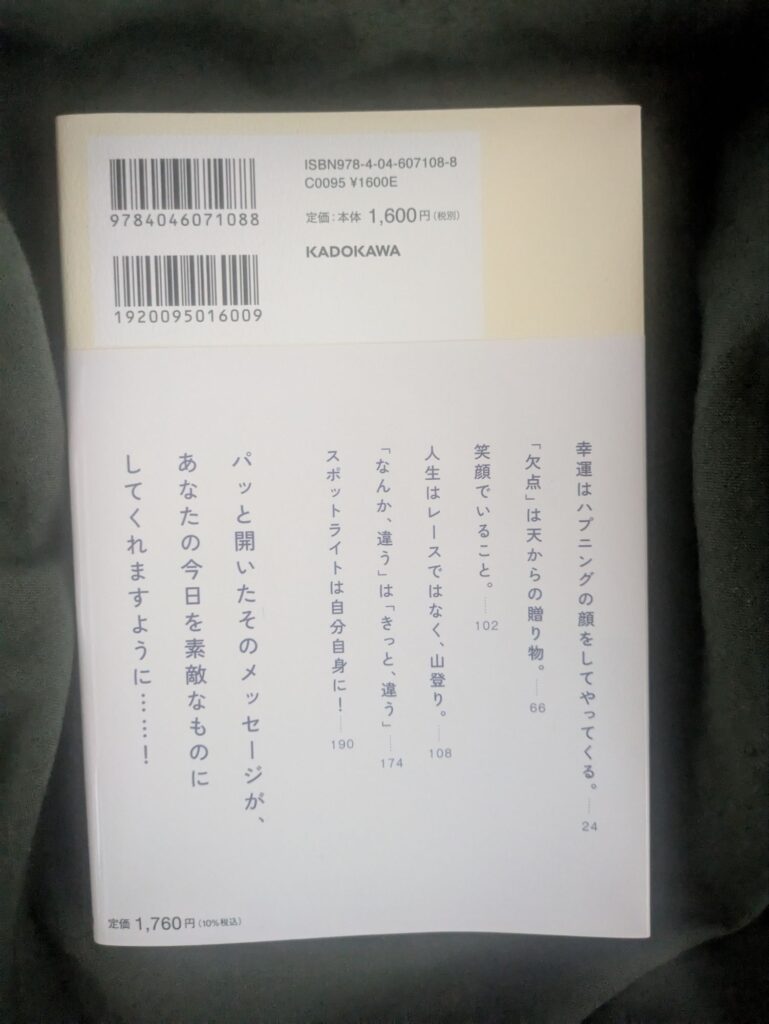 9784046071088
1920095016009
ISBN978-4-04-607108-8
C0095 ¥1600E
定価:本体 1,600円(税別)
KADOKAWA
幸運はハプニングの顔をしてやってくる。……24
「欠点」は天からの贈り物。……66
笑顔でいること。……102
人生はレースではなく、山登り。……108
「なんか、違う」は「きっと、違う」……174
スポットライトは自分自身に!……190
パッと開いたそのメッセージが、
あなたの今日を素敵なものに
してくれますように……!
定価 1,760円(10%税込)